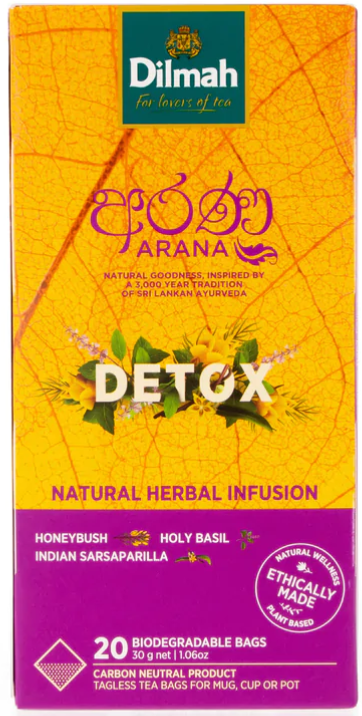 Dilmah
For lovers of tea
අරණ
ARANA
NATURAL GOODNESS, INSPIRED BY
A 3,000 YEAR TRADITION
OF SRI LANKAN AYURVEDA
DETOX
NATURAL HERBAL INFUSION
HONEYBUSH HOLY BASIL
INDIAN SARSAPARILLA
NATURAL WELLNESS
ETHICALLY
MADE
PLANT BASED
20 BIODEGRADABLE BAGS
30 g net | 1.06oz
CARBON NEUTRAL PRODUCT
TAGLESS TEA BAGS FOR MUG, CUP OR POT